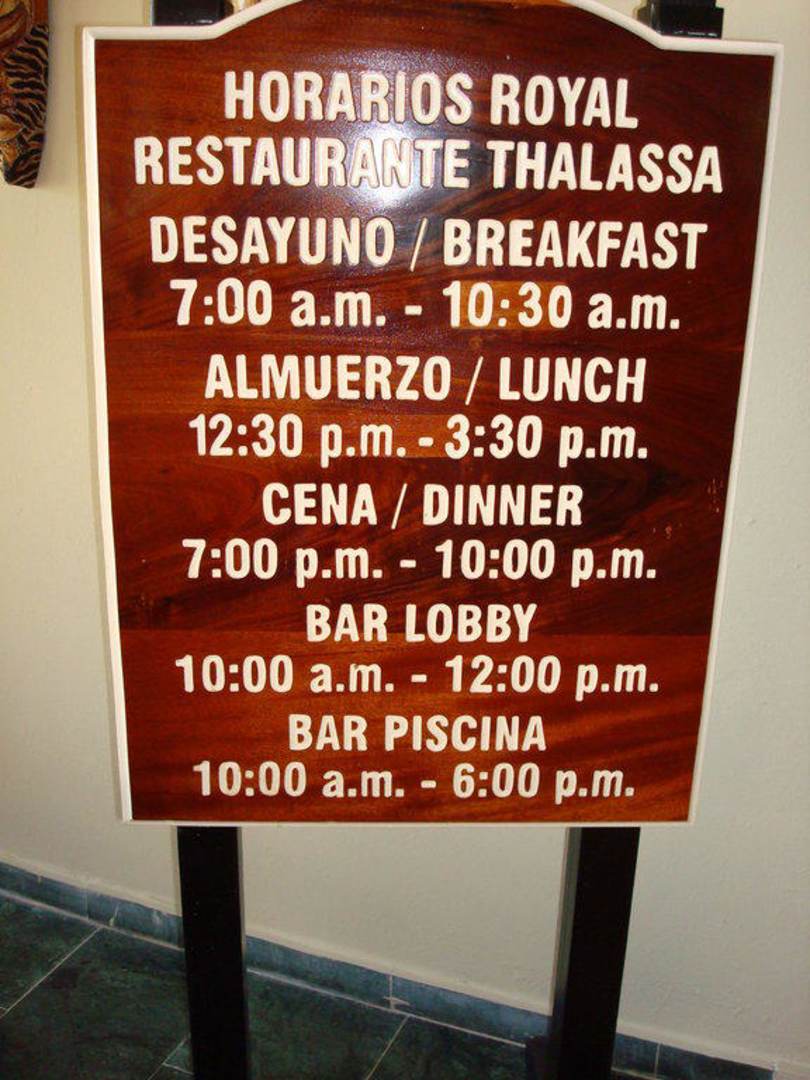 HORARIOS ROYAL
RESTAURANTE THALASSA
DESAYUNO / BREAKFAST
7:00 a.m. - 10:30 a.m.
ALMUERZO / LUNCH
12:30 p.m. - 3:30 p.m.
CENA / DINNER
7:00 p.m. - 10:00 p.m.
BAR LOBBY
10:00 a.m. - 12:00 p.m.
BAR PISCINA
10:00 a.m. - 6:00 p.m.